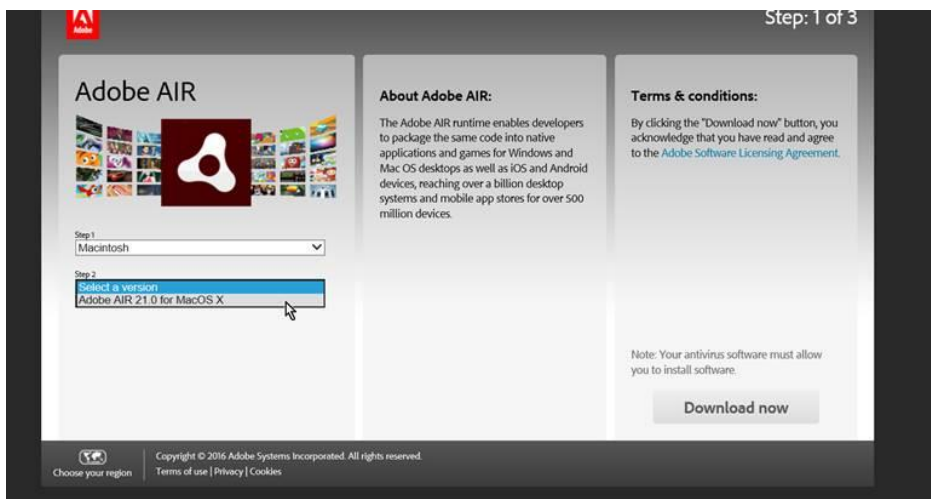 Adobe
Step: 1 of 3
Adobe AIR
Step 1
Macintosh
Step 2
Select a version
Adobe AIR 21.0 for MacOS X
About Adobe AIR:
The Adobe AIR runtime enables developers
to package the same code into native
applications and games for Windows and
Mac OS desktops as well as iOS and Android
devices, reaching over a billion desktop
systems and mobile app stores for over 500
million devices.
Terms & conditions:
By clicking the "Download now" button, you
acknowledge that you have read and agree
to the Adobe Software Licensing Agreement.
Note: Your antivirus software must allow
you to install software.
Download now
Choose your region
Copyright © 2016 Adobe Systems Incorporated. All rights reserved.
Terms of use | Privacy | Cookies